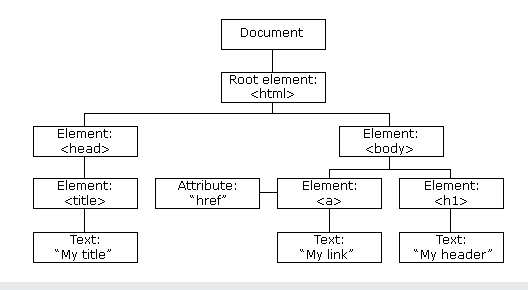 Document
Root element:
<html>
Element:
<head>
Element:
<body>
Element:
<title>
Attribute:
“href”
Element:
<a>
Element:
<h1>
Text:
“My title”
Text:
“My link”
Text:
“My header”